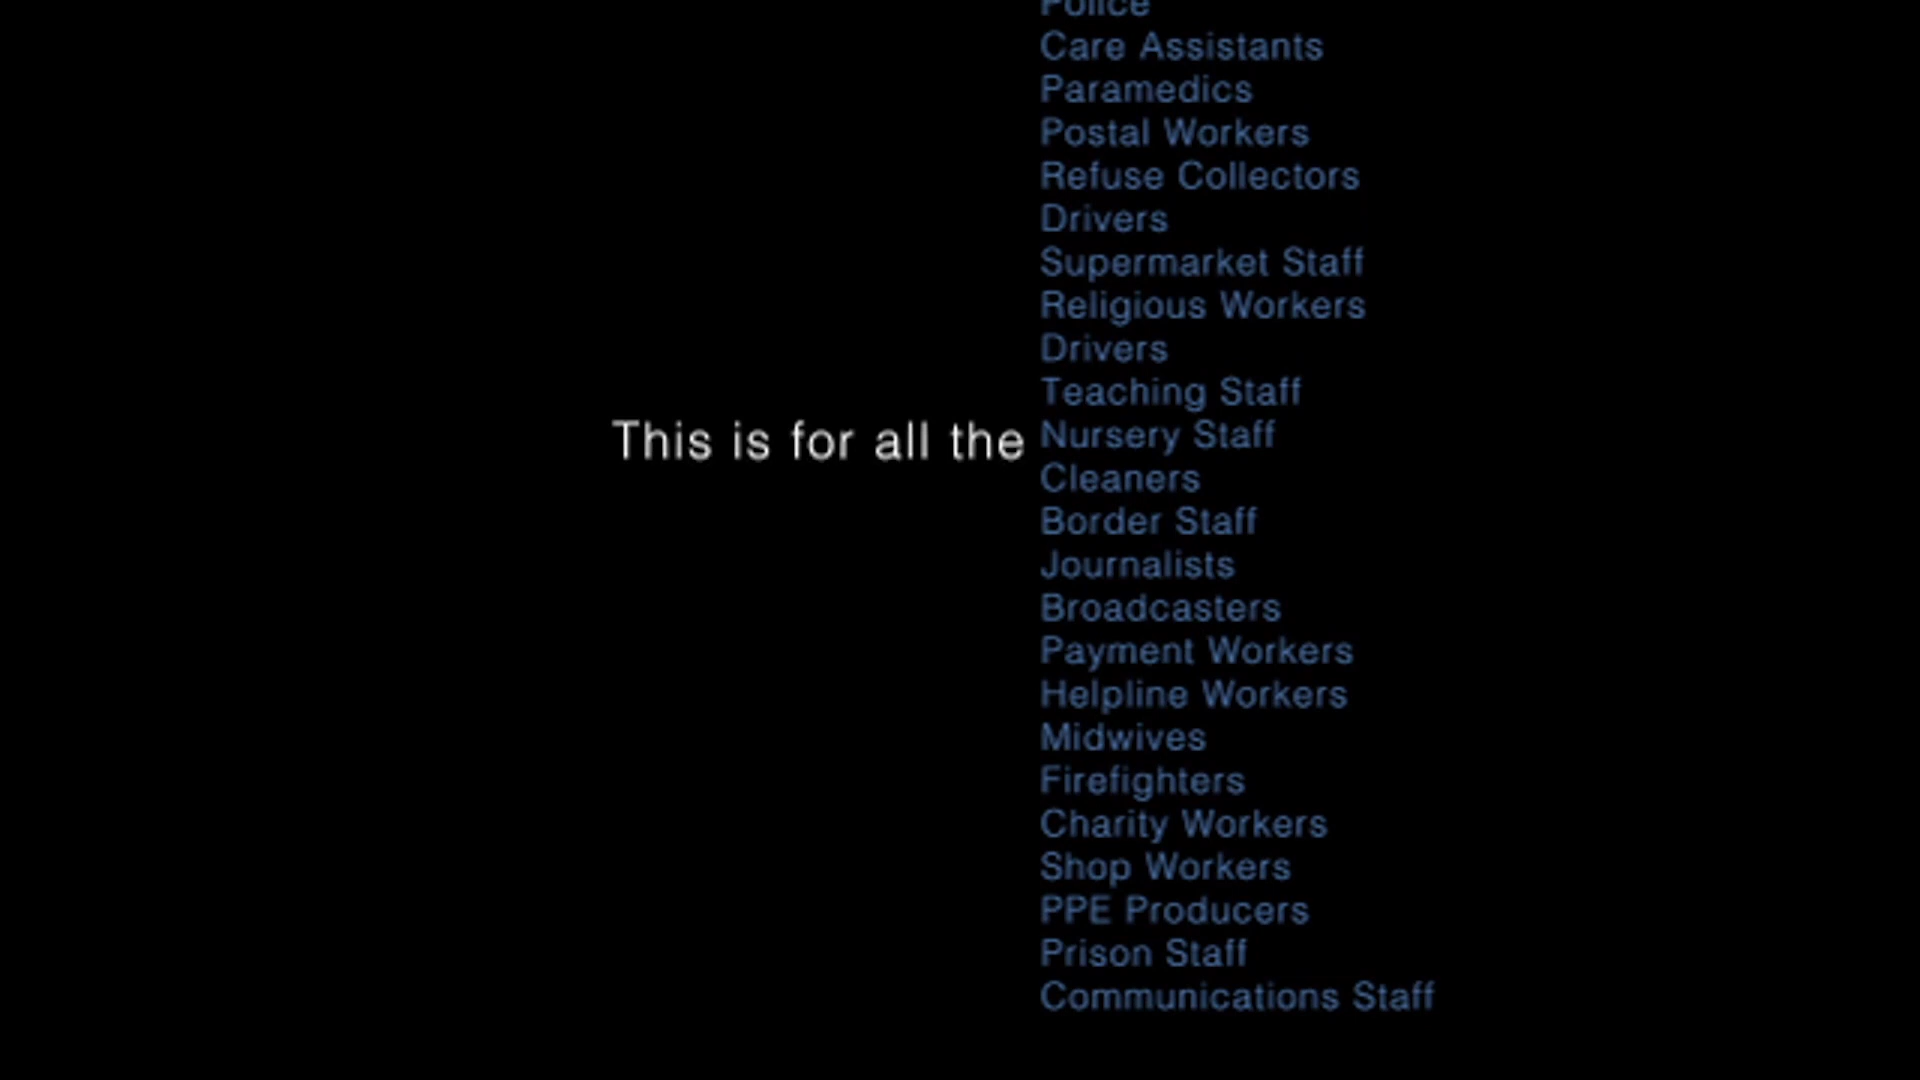 Police
Care Assistants
Paramedics
Postal Workers
Refuse Collectors
Drivers
Supermarket Staff
Religious Workers
Drivers
Teaching Staff
This is for all the Nursery Staff
Cleaners
Border Staff
Journalists
Broadcasters
Payment Workers
Helpline Workers
Midwives
Firefighters
Charity Workers
Shop Workers
PPE Producers
Prison Staff
Communications Staff